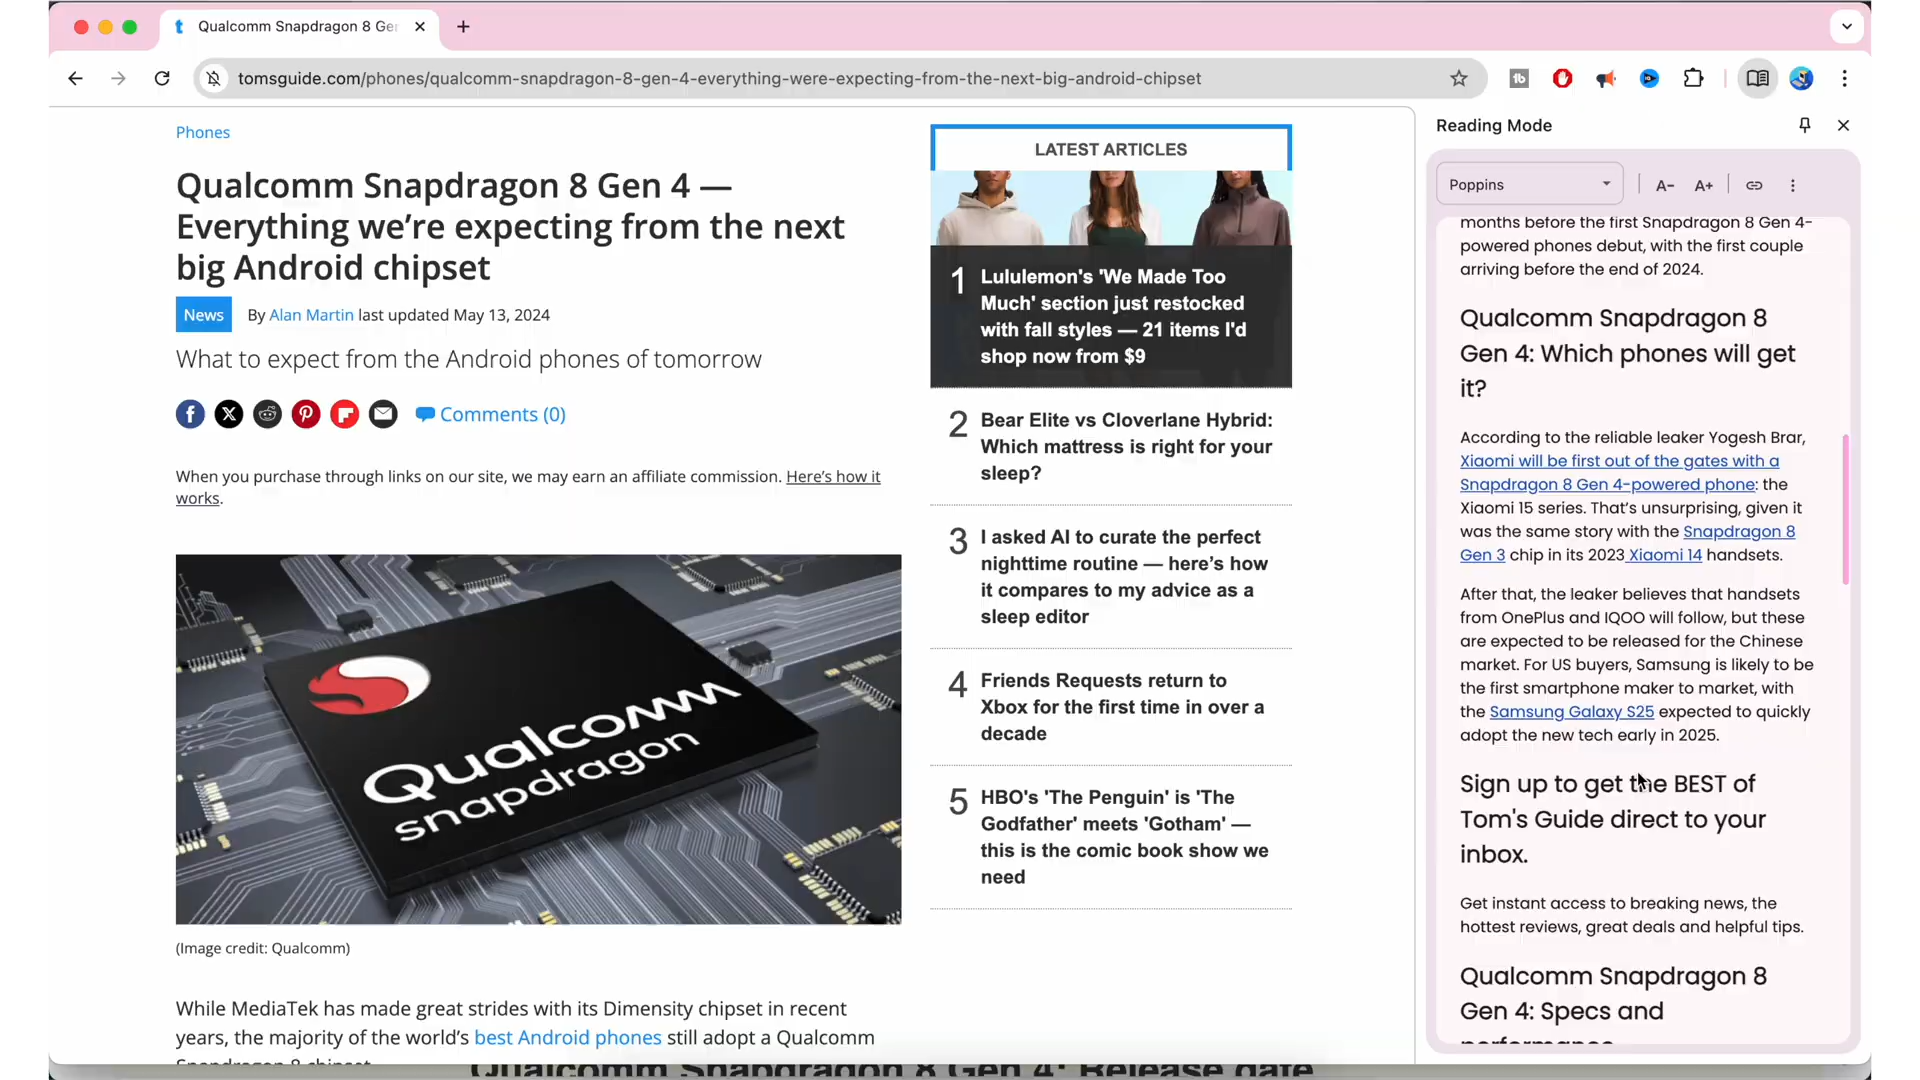 Qualcomm Snapdragon 8 Ge
tomsguide.com/phones/qualcomm-snapdragon-8-gen-4-everything-were-expecting-from-the-next-big-android-chipset
Phones
Qualcomm Snapdragon 8 Gen 4 —
Everything we’re expecting from the next
big Android chipset
News By Alan Martin last updated May 13, 2024
What to expect from the Android phones of tomorrow
Comments (0)
When you purchase through links on our site, we may earn an affiliate commission. Here’s how it
works.
Qualcomm
snapdragon
(Image credit: Qualcomm)
While MediaTek has made great strides with its Dimensity chipset in recent
years, the majority of the world’s best Android phones still adopt a Qualcomm
Snapdragon 8 chipset
Qualcomm Snapdragon 8 Gen 4: Release date
LATEST ARTICLES
1 Lululemon's 'We Made Too
Much' section just restocked
with fall styles — 21 items I'd
shop now from $9
2 Bear Elite vs Cloverlane Hybrid:
Which mattress is right for your
sleep?
3 I asked AI to curate the perfect
nighttime routine — here’s how
it compares to my advice as a
sleep editor
4 Friends Requests return to
Xbox for the first time in over a
decade
5 HBO's 'The Penguin' is 'The
Godfather' meets 'Gotham' —
this is the comic book show we
need
Reading Mode
Poppins A- A+
months before the first Snapdragon 8 Gen 4-
powered phones debut, with the first couple
arriving before the end of 2024.
Qualcomm Snapdragon 8
Gen 4: Which phones will get
it?
According to the reliable leaker Yogesh Brar,
Xiaomi will be first out of the gates with a
Snapdragon 8 Gen 4-powered phone: the
Xiaomi 15 series. That’s unsurprising, given it
was the same story with the Snapdragon 8
Gen 3 chip in its 2023 Xiaomi 14 handsets.
After that, the leaker believes that handsets
from OnePlus and IQOO will follow, but these
are expected to be released for the Chinese
market. For US buyers, Samsung is likely to be
the first smartphone maker to market, with
the Samsung Galaxy S25 expected to quickly
adopt the new tech early in 2025.
Sign up to get the BEST of
Tom's Guide direct to your
inbox.
Get instant access to breaking news, the
hottest reviews, great deals and helpful tips.
Qualcomm Snapdragon 8
Gen 4: Specs and
performance